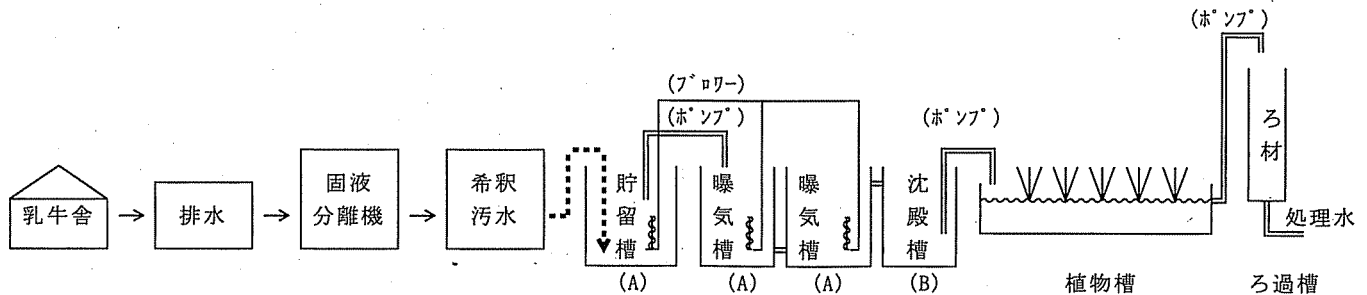 (ﾎﾟﾝﾌﾟ)
(ﾌﾞﾛﾜｰ)
(ﾎﾟﾝﾌﾟ)
(ﾎﾟﾝﾌﾟ)
乳牛舎
排水
固液
分離機
希釈
汚水
貯留槽
曝気槽
曝気槽
沈殿槽
ろ材
処理水
(A)
(A)
(A)
(B)
植物槽
ろ過槽